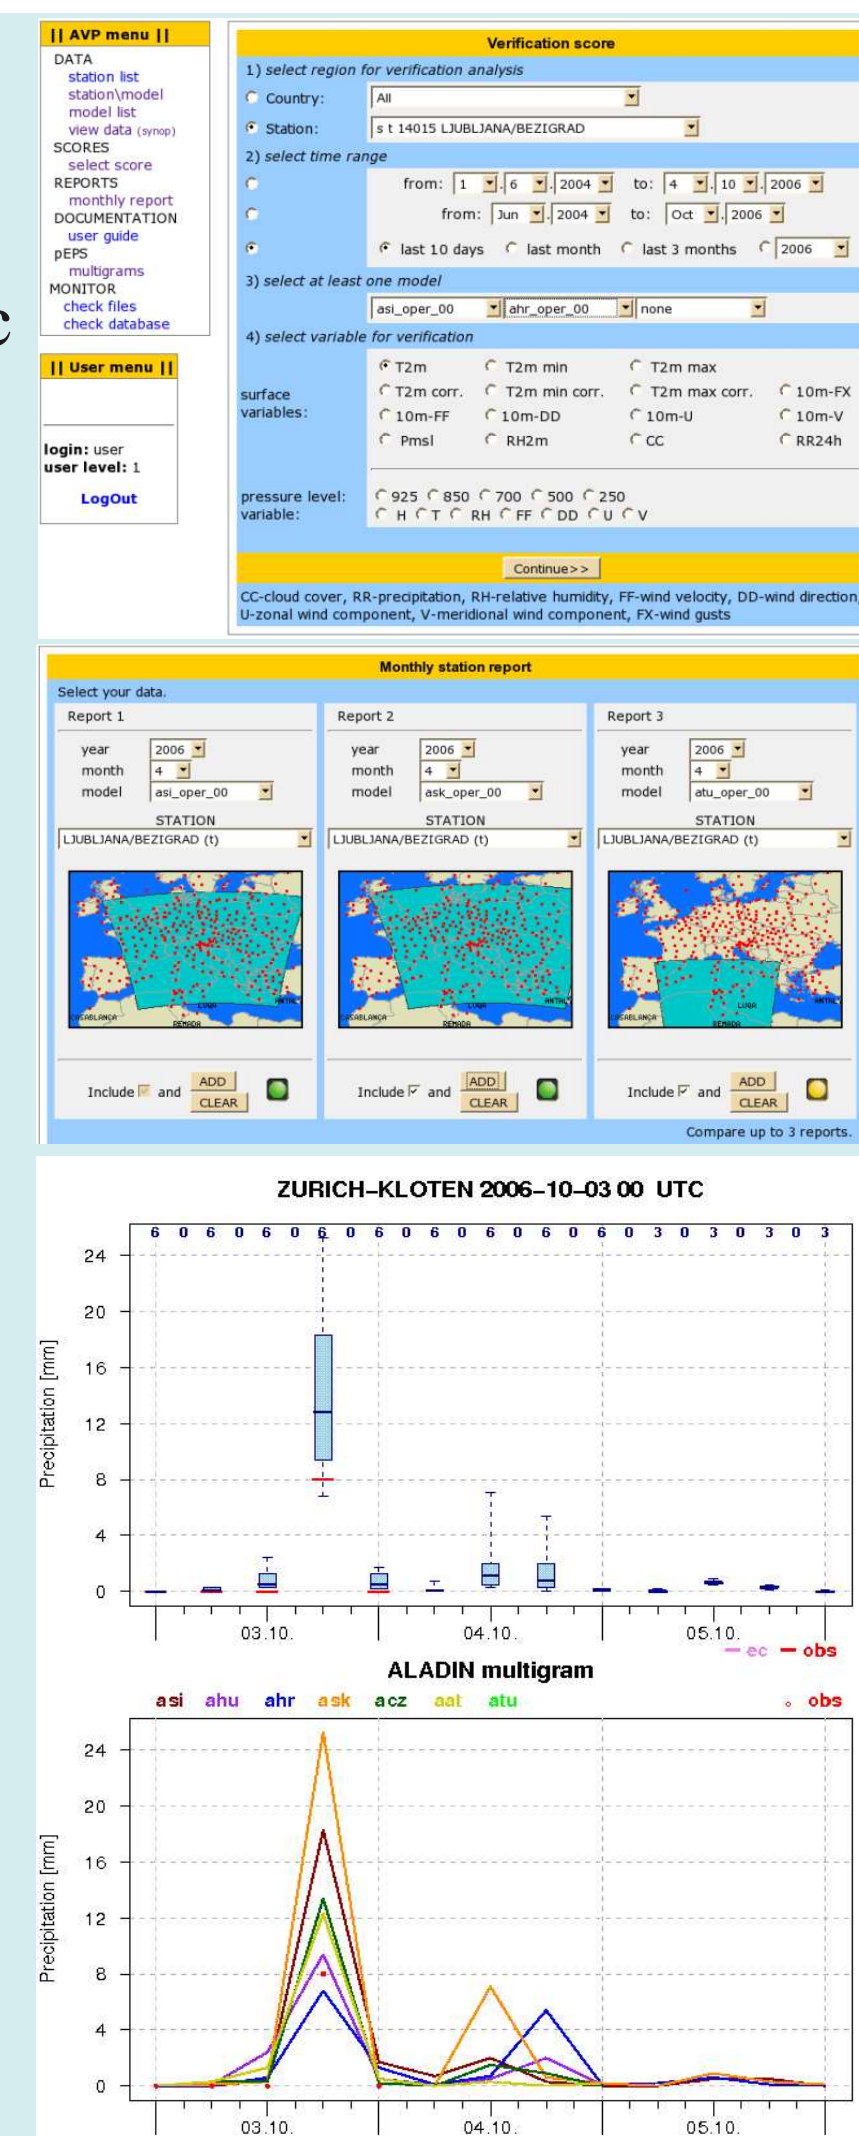 || AVP menu ||
DATA
station list
station\model
model list
view data (synop)
SCORES
select score
REPORTS
monthly report
DOCUMENTATION
user guide
pEPS
multigrams
MONITOR
check files
check database
c
|| User menu ||
login: user
user level: 1
LogOut
Verification score
1) select region for verification analysis
Country: All
Station: s t 14015 LJUBLJANA/BEZIGRAD
2) select time range
from: 1 . 6 . 2004 to: 4 . 10 . 2006
from: Jun . 2004 to: Oct . 2006
last 10 days last month last 3 months 2006
3) select at least one model
asi_oper_00 ahr_oper_00 none
4) select variable for verification
surface variables:
T2m T2m min T2m max
T2m corr. T2m min corr. T2m max corr. 10m-FX
10m-FF 10m-DD 10m-U 10m-V
Pmsl RH2m CC RR24h
pressure level: 925 850 700 500 250
variable: H T RH FF DD U V
Continue>>
CC-cloud cover, RR-precipitation, RH-relative humidity, FF-wind velocity, DD-wind direction,
U-zonal wind component, V-meridional wind component, FX-wind gusts
Monthly station report
Select your data.
Report 1
year 2006
month 4
model asi_oper_00
STATION
LJUBLJANA/BEZIGRAD (t)
CASABLANCA REMADA LUQA ANTAL
Include and ADD
CLEAR
Report 2
year 2006
month 4
model ask_oper_00
STATION
LJUBLJANA/BEZIGRAD (t)
CASABLANCA REMADA LUQA ANTAL
Include and ADD
CLEAR
Report 3
year 2006
month 4
model atu_oper_00
STATION
LJUBLJANA/BEZIGRAD (t)
CASABLANCA REMADA LUQA ANTAL
Include and ADD
CLEAR
Compare up to 3 reports.
ZURICH-KLOTEN 2006-10-03 00 UTC
6 0 6 0 6 0 6 0 6 0 6 0 6 0 6 0 6 0 3 0 3 0 3 0 3
Precipitation [mm]
24
20
16
12
8
4
0
03.10. 04.10. 05.10.
ec obs
ALADIN multigram
asi ahu ahr ask acz aat atu obs
Precipitation [mm]
24
20
16
12
8
4
0
03.10. 04.10. 05.10.